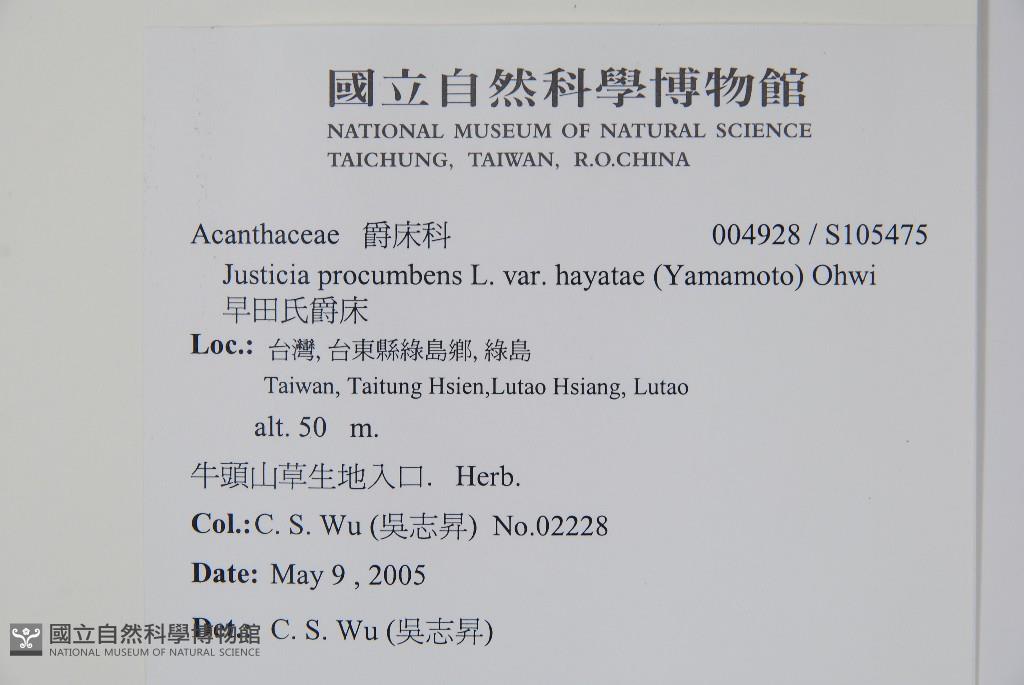 國立自然科學博物館
NATIONAL MUSEUM OF NATURAL SCIENCE
TAICHUNG, TAIWAN, R.O.CHINA
Acanthaceae 爵床科 004928 / S105475
Justicia procumbens L. var. hayatae (Yamamoto) Ohwi
早田氏爵床
Loc.: 台灣, 台東縣綠島鄉, 綠島
Taiwan, Taitung Hsien,Lutao Hsiang, Lutao
alt. 50 m.
牛頭山草生地入口. Herb.
Col.: C. S. Wu (吳志昇) No.02228
Date: May 9 , 2005
Det.: C. S. Wu (吳志昇)
國立自然科學博物館
NATIONAL MUSEUM OF NATURAL SCIENCE